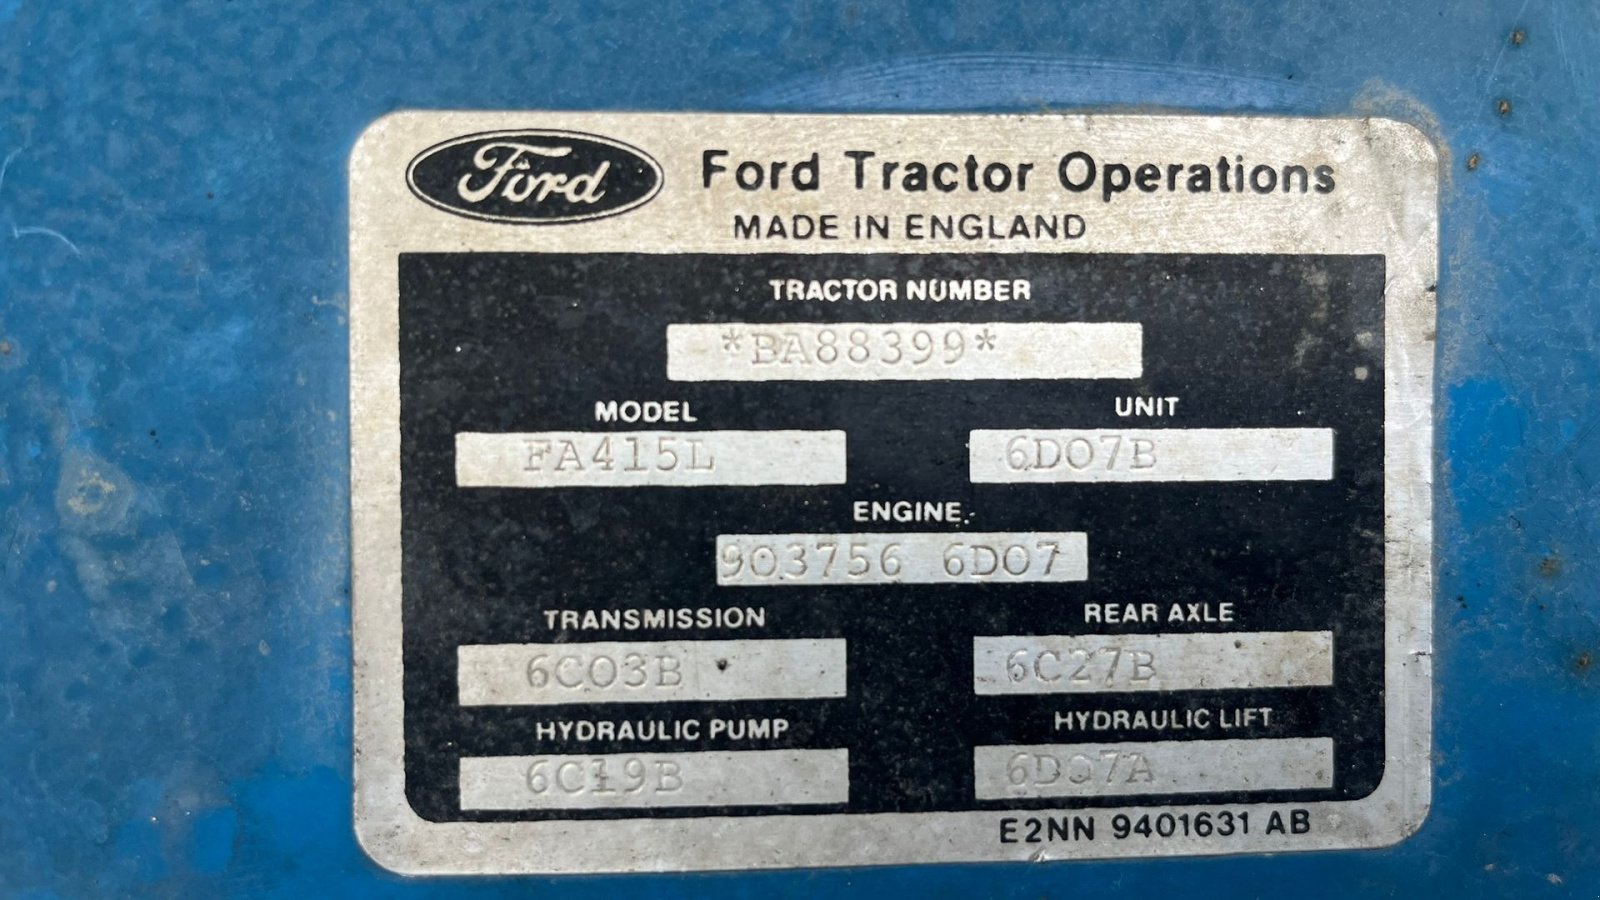 Ford Ford Tractor Operations
MADE IN ENGLAND
TRACTOR NUMBER
*BA88399*
MODEL UNIT
FA415L 6D07B
ENGINE
903756 6D07
TRANSMISSION REAR AXLE
6C03B 6C27B
HYDRAULIC PUMP HYDRAULIC LIFT
6C19B 6D07A
E2NN 9401631 AB